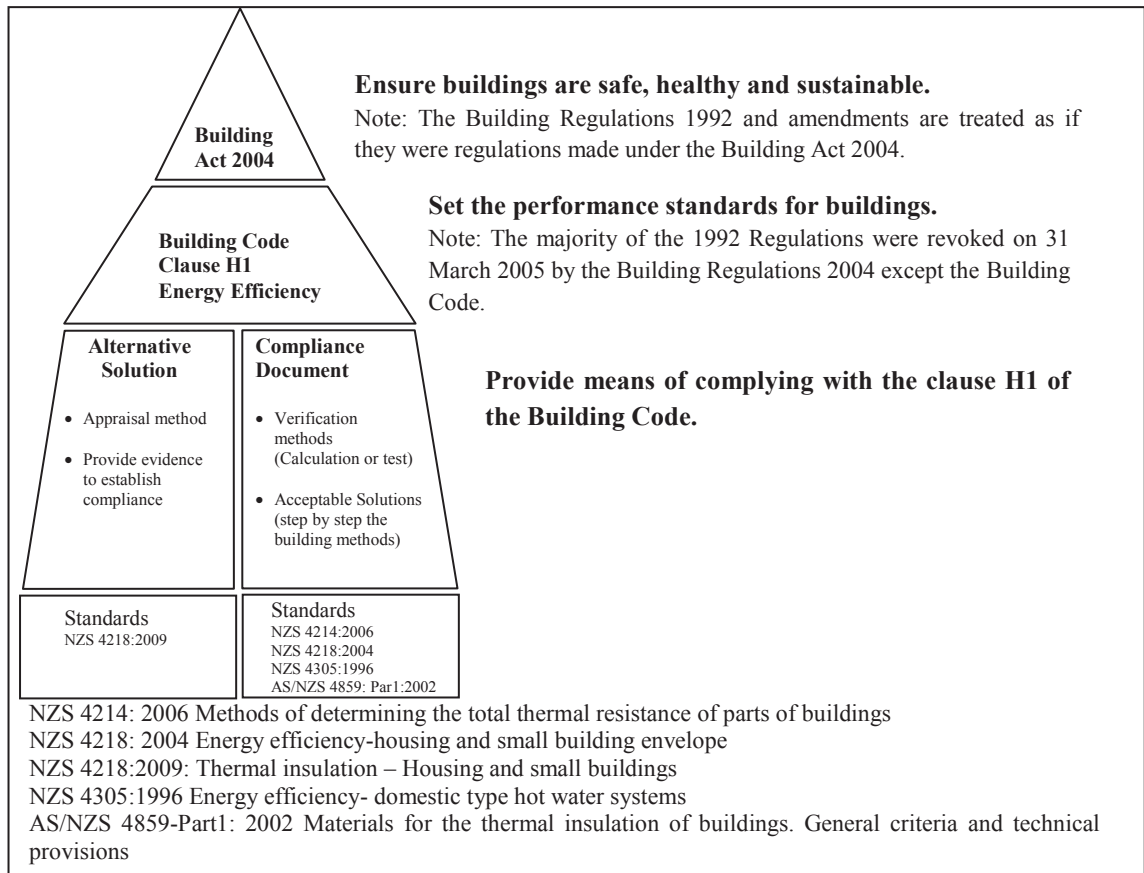 Ensure buildings are safe, healthy and sustainable.
Note: The Building Regulations 1992 and amendments are treated as if
they were regulations made under the Building Act 2004.
Building
Act 2004
Set the performance standards for buildings.
Note: The majority of the 1992 Regulations were revoked on 31
March 2005 by the Building Regulations 2004 except the Building
Code.
Building Code
Clause H1
Energy Efficiency
Alternative
Solution
• Appraisal method
• Provide evidence
to establish
compliance
Compliance
Document
• Verification
methods
(Calculation or test)
• Acceptable Solutions
(step by step the
building methods)
Provide means of complying with the clause H1 of
the Building Code.
Standards
NZS 4218:2009
Standards
NZS 4214:2006
NZS 4218:2004
NZS 4305:1996
AS/NZS 4859: Par1:2002
NZS 4214: 2006 Methods of determining the total thermal resistance of parts of buildings
NZS 4218: 2004 Energy efficiency-housing and small building envelope
NZS 4218:2009: Thermal insulation – Housing and small buildings
NZS 4305:1996 Energy efficiency- domestic type hot water systems
AS/NZS 4859-Part1: 2002 Materials for the thermal insulation of buildings. General criteria and technical
provisions